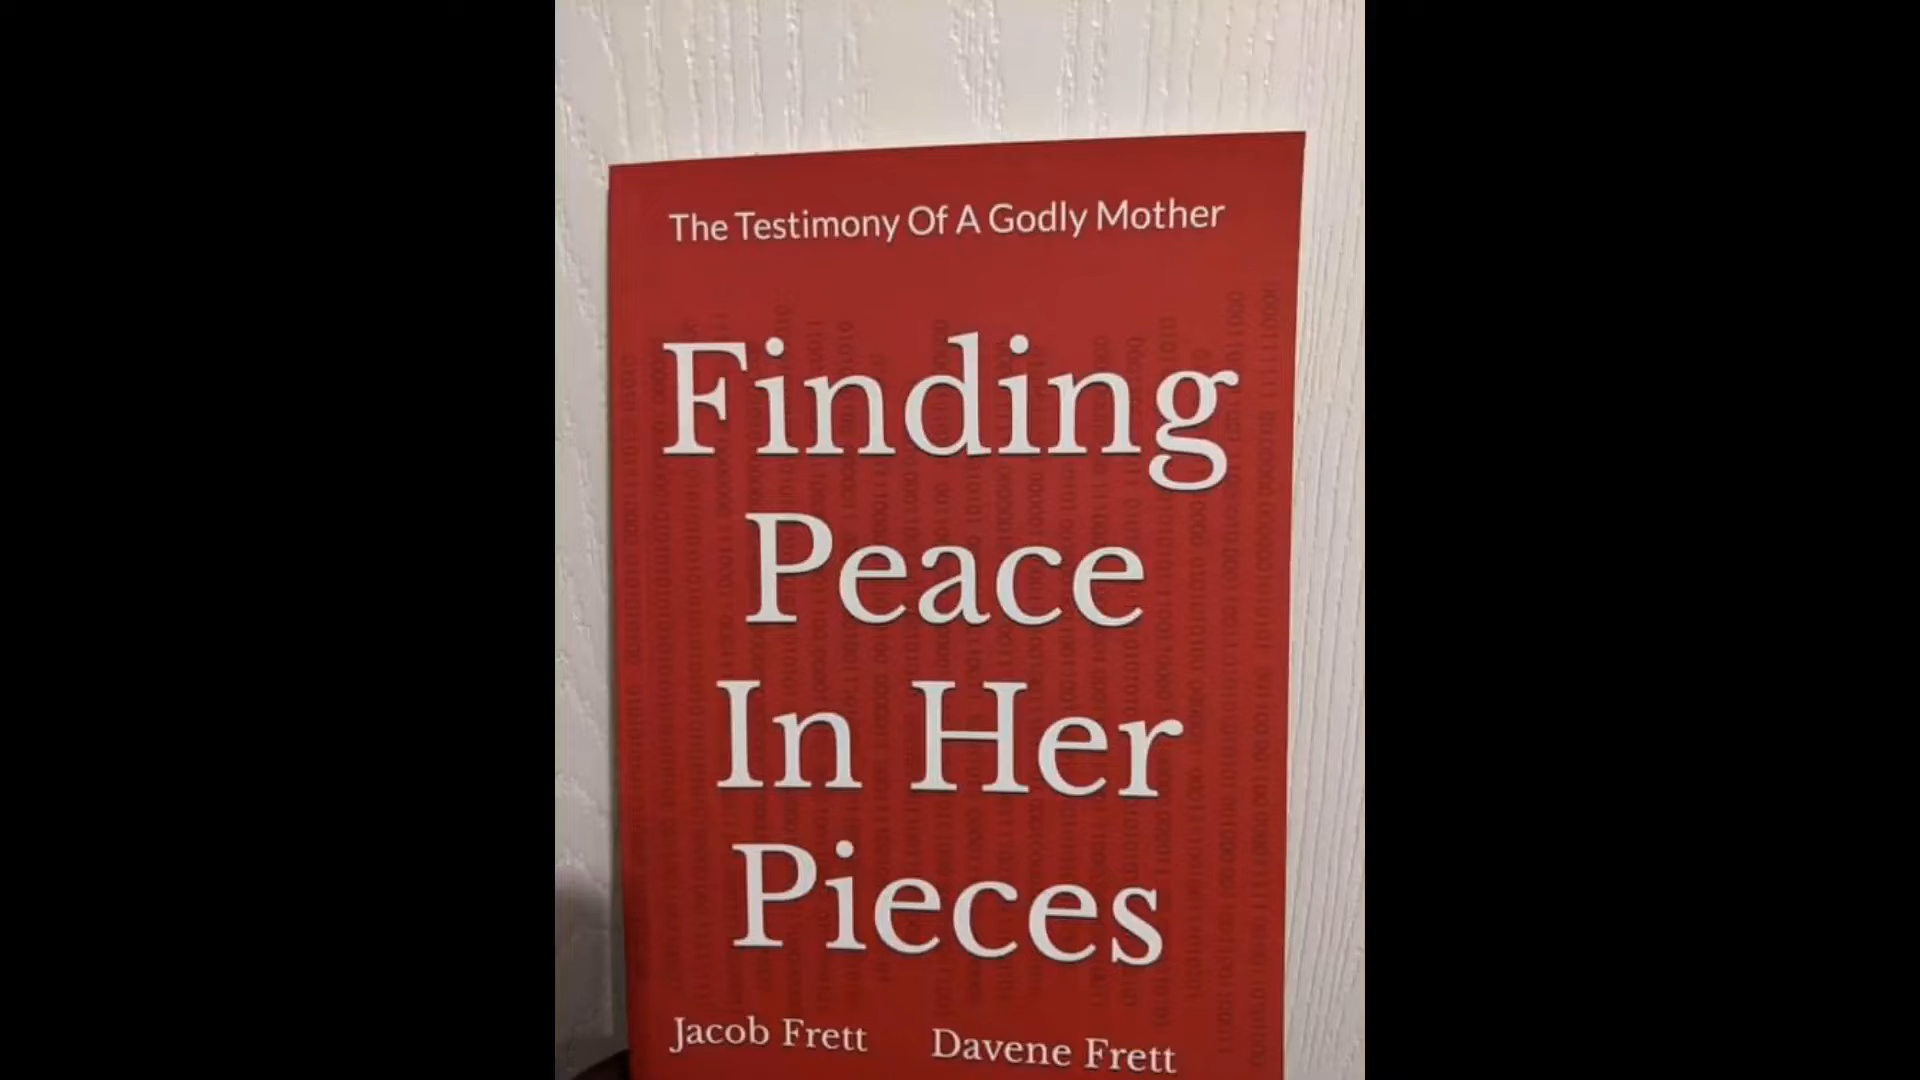 The Testimony Of A Godly Mother
Finding
Peace
In Her
Pieces
Jacob Frett Davene Frett